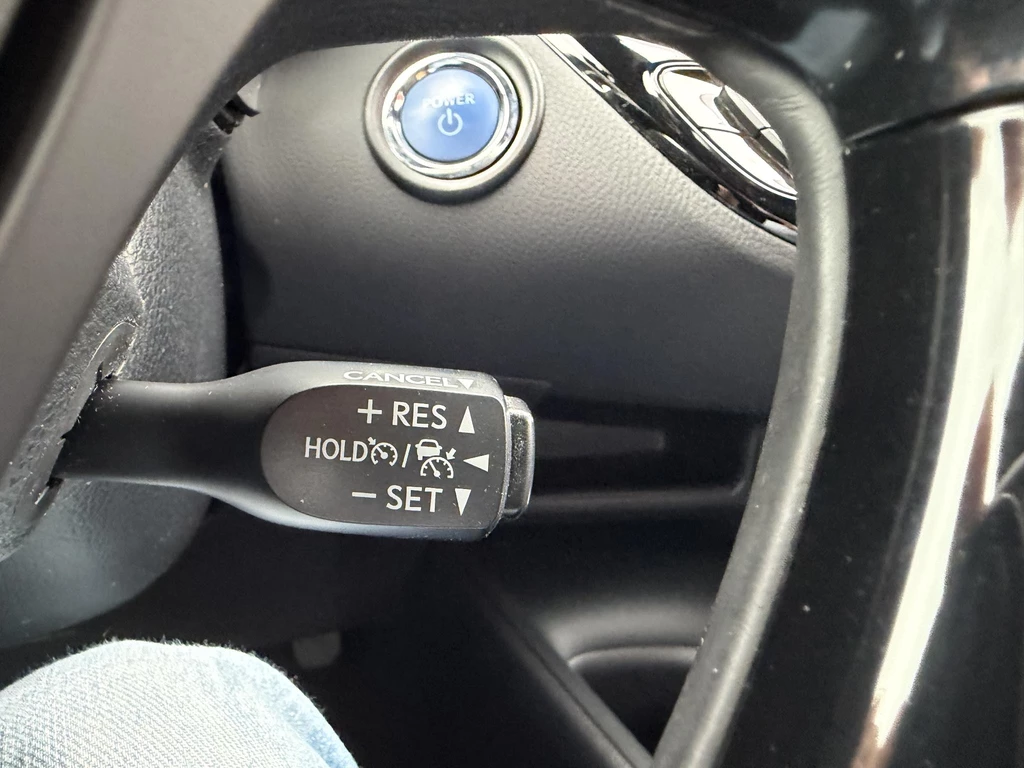 POWER
CANCEL▼
+ RES ▲
HOLD / ◄
– SET ▼